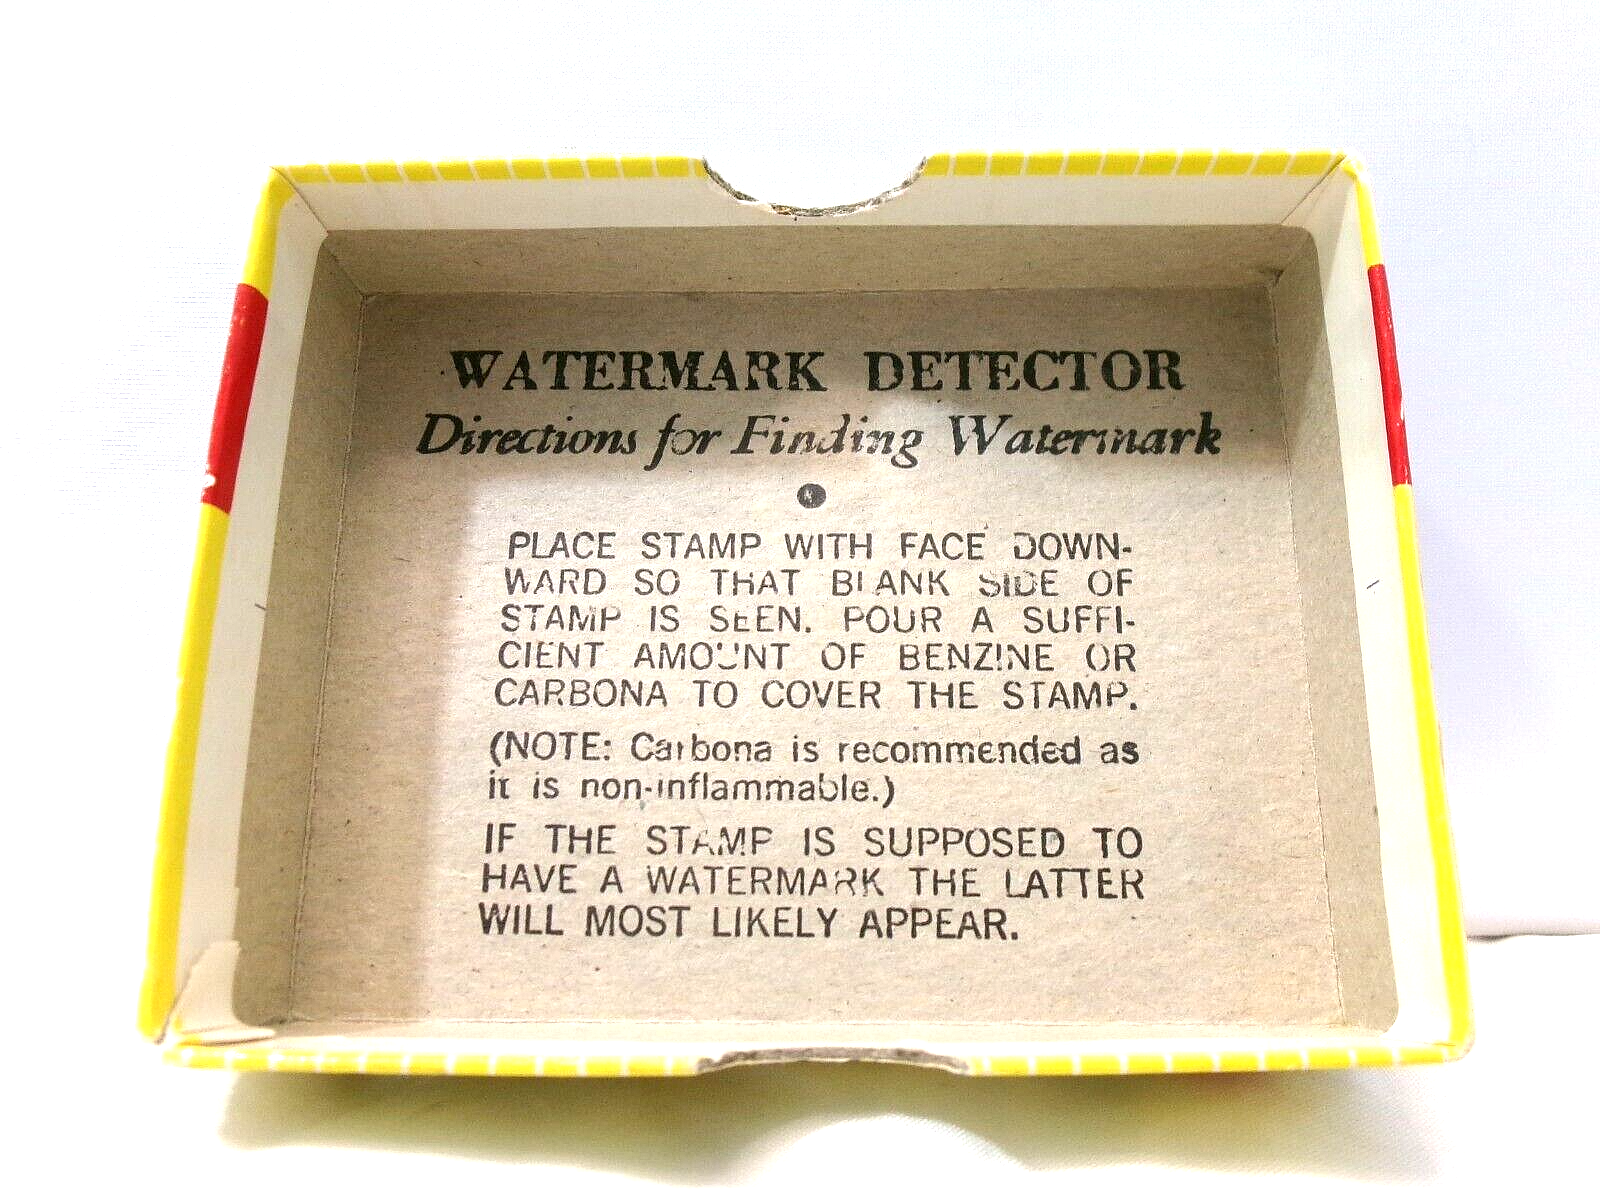 WATERMARK DETECTOR
Directions for Finding Watermark
PLACE STAMP WITH FACE DOWN-
WARD SO THAT BLANK SIDE OF
STAMP IS SEEN. POUR A SUFFI-
CIENT AMOUNT OF BENZINE OR
CARBONA TO COVER THE STAMP.
(NOTE: Carbona is recommended as
it is non-inflammable.)
IF THE STAMP IS SUPPOSED TO
HAVE A WATERMARK THE LATTER
WILL MOST LIKELY APPEAR.